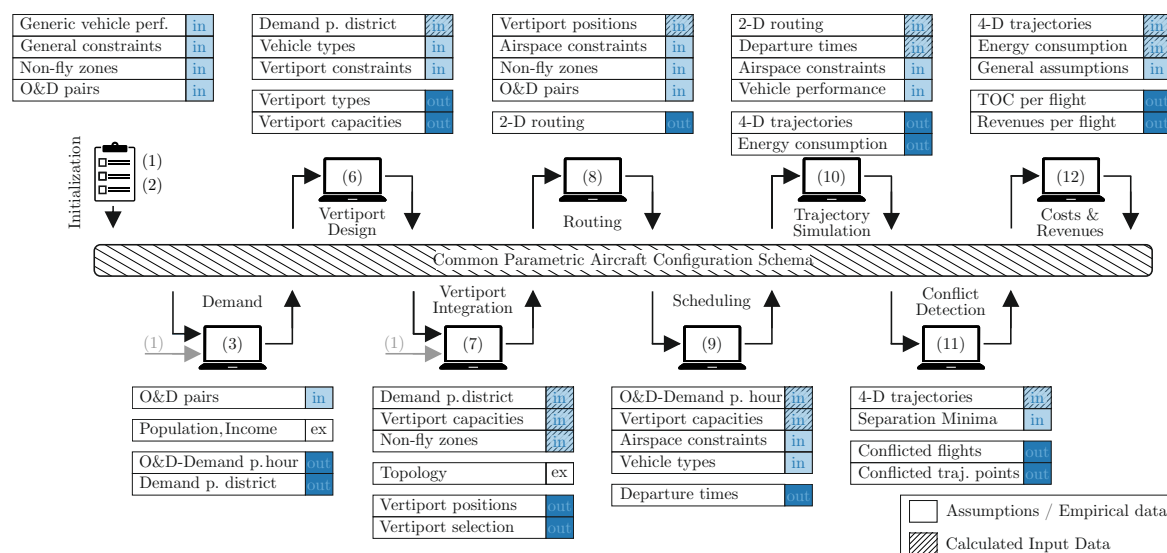 Generic vehicle perf. in
General constraints in
Non-fly zones in
O&D pairs in
Demand p. district in
Vehicle types in
Vertiport constraints in
Vertiport types out
Vertiport capacities out
Vertiport positions in
Airspace constraints in
Non-fly zones in
O&D pairs in
2-D routing out
2-D routing in
Departure times in
Airspace constraints in
Vehicle performance in
4-D trajectories out
Energy consumption out
4-D trajectories in
Energy consumption in
General assumptions in
TOC per flight out
Revenues per flight out
Initialization
(1)
(2)
(6)
Vertiport
Design
(8)
Routing
(10)
Trajectory
Simulation
(12)
Costs &
Revenues
Common Parametric Aircraft Configuration Schema
Demand
(1)
(3)
Vertiport
Integration
(1)
(7)
Scheduling
(9)
Conflict
Detection
(11)
O&D pairs in
Population,Income ex
O&D-Demand p.hour out
Demand p. district out
Demand p.district in
Vertiport capacities in
Non-fly zones in
Topology ex
Vertiport positions out
Vertiport selection out
O&D-Demand p. hour in
Vertiport capacities in
Airspace constraints in
Vehicle types in
Departure times out
4-D trajectories in
Separation Minima in
Conflicted flights out
Conflicted traj. points out
Assumptions / Empirical data
Calculated Input Data